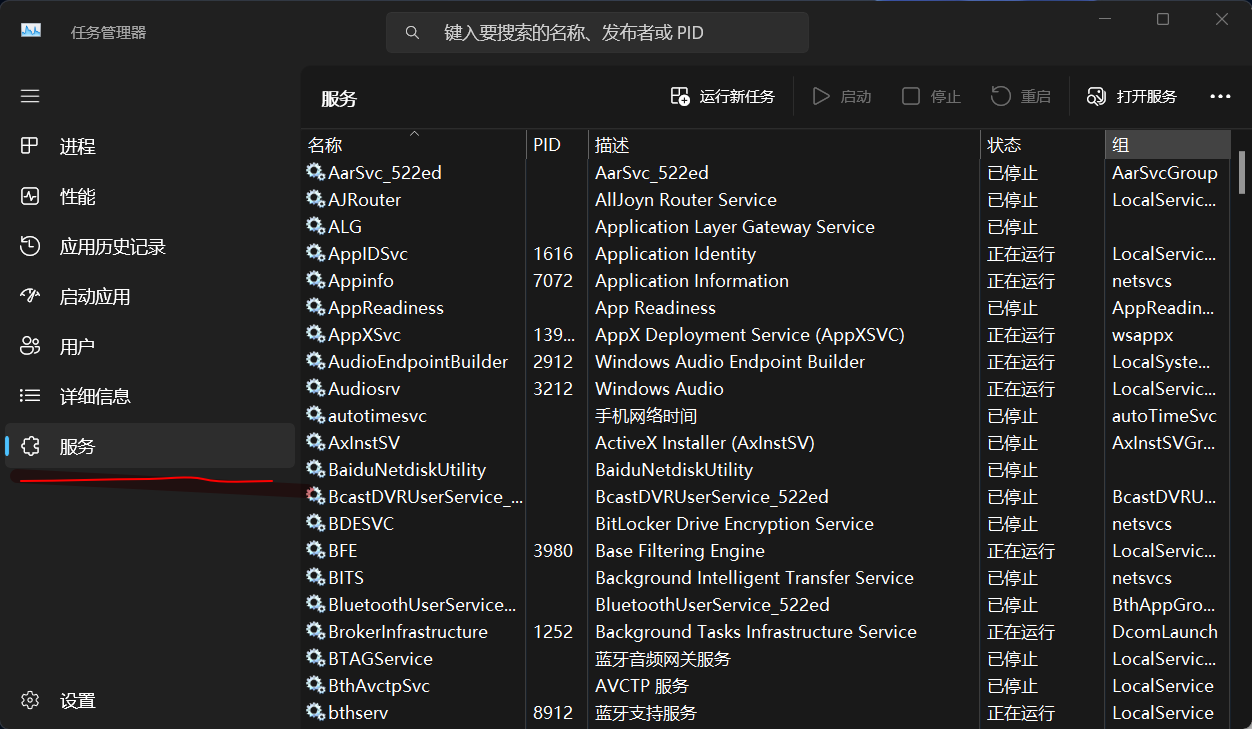 任务管理器
键入要搜索的名称、发布者或 PID
服务
运行新任务 启动 停止 重启 打开服务
进程
性能
应用历史记录
启动应用
用户
详细信息
服务
设置
名称 PID 描述 状态 组
AarSvc_522ed AarSvc_522ed 已停止 AarSvcGroup
AJRouter AllJoyn Router Service 已停止 LocalServic...
ALG Application Layer Gateway Service 已停止
AppIDSvc 1616 Application Identity 正在运行 LocalServic...
Appinfo 7072 Application Information 正在运行 netsvcs
AppReadiness App Readiness 已停止 AppReadin...
AppXSvc 139... AppX Deployment Service (AppXSVC) 正在运行 wsappx
AudioEndpointBuilder 2912 Windows Audio Endpoint Builder 正在运行 LocalSyste...
Audiosrv 3212 Windows Audio 正在运行 LocalServic...
autotimesvc 手机网络时间 已停止 autoTimeSvc
AxInstSV ActiveX Installer (AxInstSV) 已停止 AxInstSVGr...
BaiduNetdiskUtility BaiduNetdiskUtility 已停止
BcastDVRUserService_... BcastDVRUserService_522ed 已停止 BcastDVRU...
BDESVC BitLocker Drive Encryption Service 已停止 netsvcs
BFE 3980 Base Filtering Engine 正在运行 LocalServic...
BITS Background Intelligent Transfer Service 已停止 netsvcs
BluetoothUserService... BluetoothUserService_522ed 已停止 BthAppGro...
BrokerInfrastructure 1252 Background Tasks Infrastructure Service 正在运行 DcomLaunch
BTAGService 蓝牙音频网关服务 已停止 LocalServic...
BthAvctpSvc AVCTP 服务 已停止 LocalService
bthserv 8912 蓝牙支持服务 正在运行 LocalService